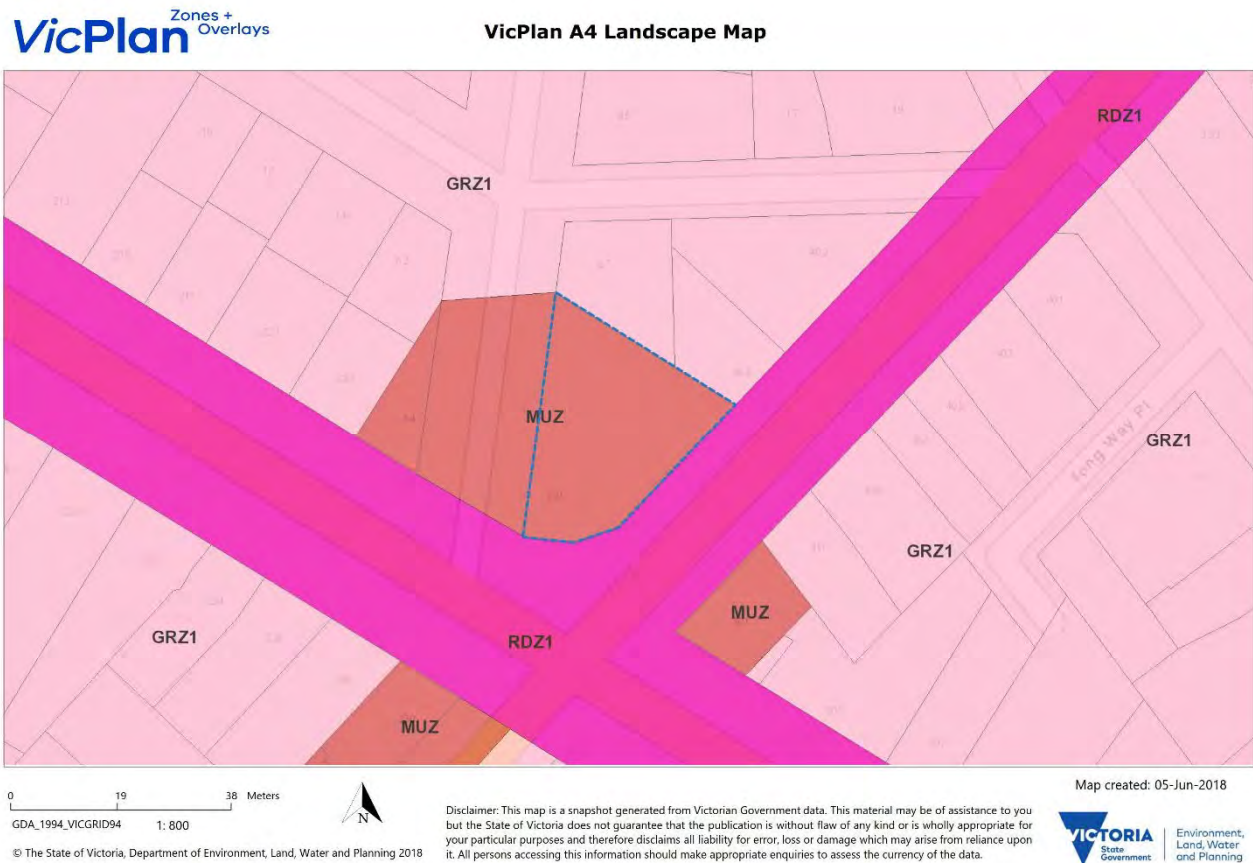 VicPlan Zones +
Overlays
VicPlan A4 Landscape Map
RDZ1
GRZ1
MUZ
Tong Way Pl
GRZ1
GRZ1
MUZ
GRZ1
RDZ1
MUZ
0 19 38 Meters
GDA_1994_VICGRID94 1: 800
N
© The State of Victoria, Department of Environment, Land, Water and Planning 2018
Disclaimer: This map is a snapshot generated from Victorian Government data. This material may be of assistance to you
but the State of Victoria does not guarantee that the publication is without flaw of any kind or is wholly appropriate for
your particular purposes and therefore disclaims all liability for error, loss or damage which may arise from reliance upon
it. All persons accessing this information should make appropriate enquiries to assess the currency of the data.
Map created: 05-Jun-2018
VICTORIA
State
Government
Environment,
Land, Water
and Planning